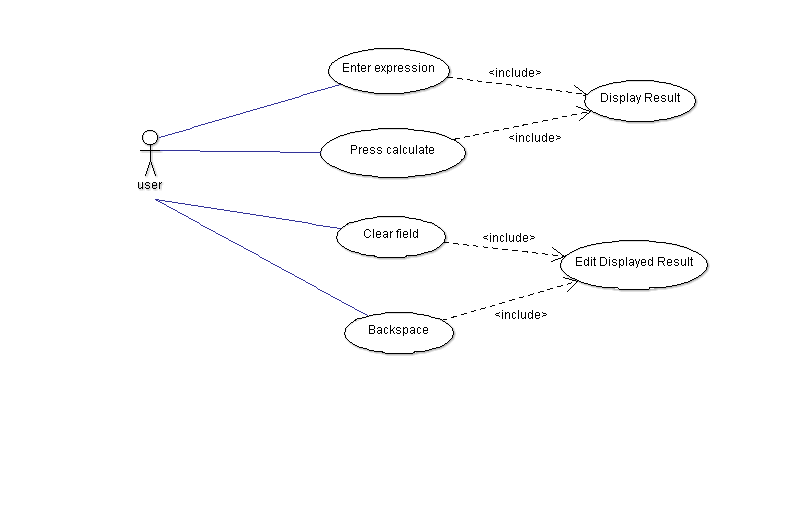 Enter expression
<include>
Display Result
Press calculate
<include>
user
Clear field
<include>
Edit Displayed Result
Backspace
<include>